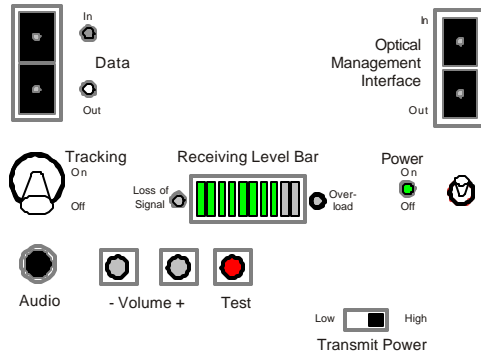 In
Data
Out
In
Optical
Management
Interface
Out
Tracking
On
Off
Receiving Level Bar
Loss of
Signal
Over-
load
Power
On
Off
Audio
- Volume +
Test
Low
High
Transmit Power